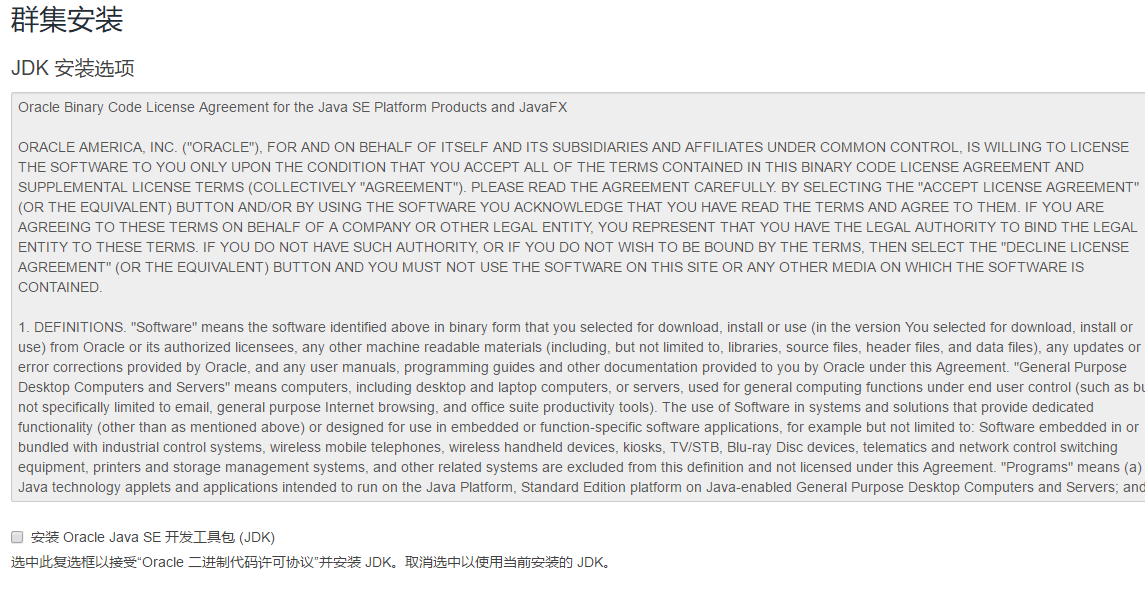 群集安装
JDK 安装选项
Oracle Binary Code License Agreement for the Java SE Platform Products and JavaFX
ORACLE AMERICA, INC. ("ORACLE"), FOR AND ON BEHALF OF ITSELF AND ITS SUBSIDIARIES AND AFFILIATES UNDER COMMON CONTROL, IS WILLING TO LICENSE
THE SOFTWARE TO YOU ONLY UPON THE CONDITION THAT YOU ACCEPT ALL OF THE TERMS CONTAINED IN THIS BINARY CODE LICENSE AGREEMENT AND
SUPPLEMENTAL LICENSE TERMS (COLLECTIVELY "AGREEMENT"). PLEASE READ THE AGREEMENT CAREFULLY. BY SELECTING THE "ACCEPT LICENSE AGREEMENT"
(OR THE EQUIVALENT) BUTTON AND/OR BY USING THE SOFTWARE YOU ACKNOWLEDGE THAT YOU HAVE READ THE TERMS AND AGREE TO THEM. IF YOU ARE
AGREEING TO THESE TERMS ON BEHALF OF A COMPANY OR OTHER LEGAL ENTITY, YOU REPRESENT THAT YOU HAVE THE LEGAL AUTHORITY TO BIND THE LEGAL
ENTITY TO THESE TERMS. IF YOU DO NOT HAVE SUCH AUTHORITY, OR IF YOU DO NOT WISH TO BE BOUND BY THE TERMS, THEN SELECT THE "DECLINE LICENSE
AGREEMENT" (OR THE EQUIVALENT) BUTTON AND YOU MUST NOT USE THE SOFTWARE ON THIS SITE OR ANY OTHER MEDIA ON WHICH THE SOFTWARE IS
CONTAINED.
1. DEFINITIONS. "Software" means the software identified above in binary form that you selected for download, install or use (in the version You selected for download, install or
use) from Oracle or its authorized licensees, any other machine readable materials (including, but not limited to, libraries, source files, header files, and data files), any updates or
error corrections provided by Oracle, and any user manuals, programming guides and other documentation provided to you by Oracle under this Agreement. "General Purpose
Desktop Computers and Servers" means computers, including desktop and laptop computers, or servers, used for general computing functions under end user control (such as bu
not specifically limited to email, general purpose Internet browsing, and office suite productivity tools). The use of Software in systems and solutions that provide dedicated
functionality (other than as mentioned above) or designed for use in embedded or function-specific software applications, for example but not limited to: Software embedded in or
bundled with industrial control systems, wireless mobile telephones, wireless handheld devices, kiosks, TV/STB, Blu-ray Disc devices, telematics and network control switching
equipment, printers and storage management systems, and other related systems are excluded from this definition and not licensed under this Agreement. "Programs" means (a)
Java technology applets and applications intended to run on the Java Platform, Standard Edition platform on Java-enabled General Purpose Desktop Computers and Servers; and
安装 Oracle Java SE 开发工具包 (JDK)
选中此复选框以接受“Oracle 二进制代码许可协议”并安装 JDK。取消选中以使用当前安装的 JDK。